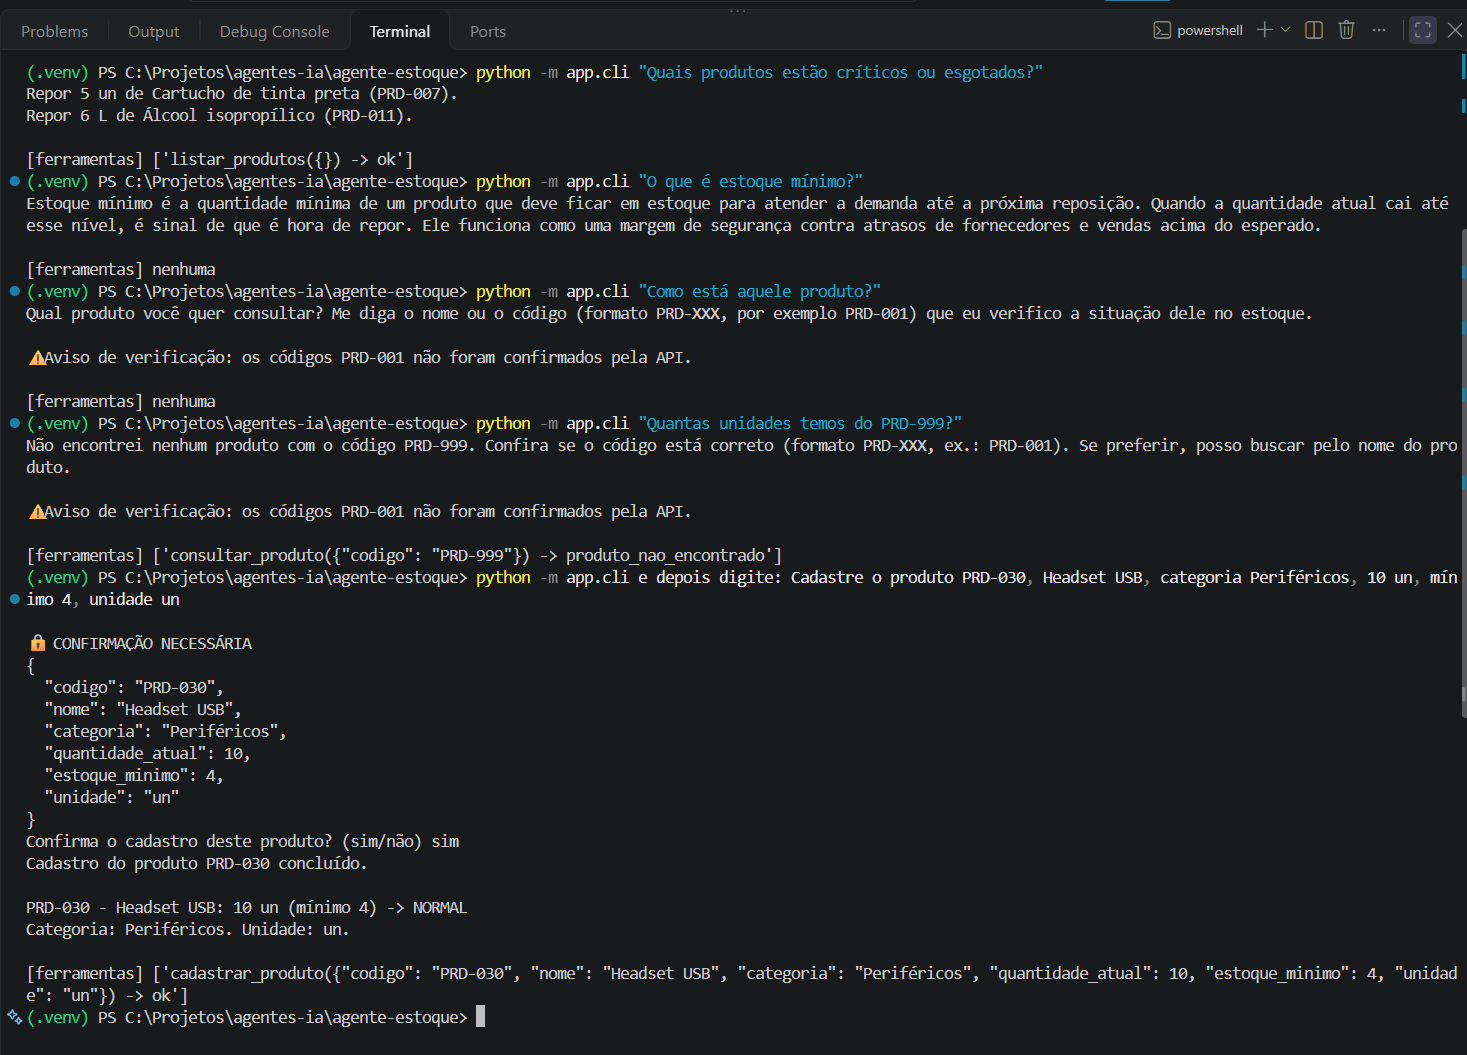 Problems Output Debug Console Terminal Ports powershell
(.venv) PS C:\Projetos\agentes-ia\agente-estoque> python -m app.cli "Quais produtos estão críticos ou esgotados?"
Repor 5 un de Cartucho de tinta preta (PRD-007).
Repor 6 L de Álcool isopropílico (PRD-011).
[ferramentas] ['listar_produtos({}) -> ok']
(.venv) PS C:\Projetos\agentes-ia\agente-estoque> python -m app.cli "O que é estoque mínimo?"
Estoque mínimo é a quantidade mínima de um produto que deve ficar em estoque para atender a demanda até a próxima reposição. Quando a quantidade atual cai até
esse nível, é sinal de que é hora de repor. Ele funciona como uma margem de segurança contra atrasos de fornecedores e vendas acima do esperado.
[ferramentas] nenhuma
(.venv) PS C:\Projetos\agentes-ia\agente-estoque> python -m app.cli "Como está aquele produto?"
Qual produto você quer consultar? Me diga o nome ou o código (formato PRD-XXX, por exemplo PRD-001) que eu verifico a situação dele no estoque.
⚠Aviso de verificação: os códigos PRD-001 não foram confirmados pela API.
[ferramentas] nenhuma
(.venv) PS C:\Projetos\agentes-ia\agente-estoque> python -m app.cli "Quantas unidades temos do PRD-999?"
Não encontrei nenhum produto com o código PRD-999. Confira se o código está correto (formato PRD-XXX, ex.: PRD-001). Se preferir, posso buscar pelo nome do pro
duto.
⚠Aviso de verificação: os códigos PRD-001 não foram confirmados pela API.
[ferramentas] ['consultar_produto({"codigo": "PRD-999"}) -> produto_nao_encontrado']
(.venv) PS C:\Projetos\agentes-ia\agente-estoque> python -m app.cli e depois digite: Cadastre o produto PRD-030, Headset USB, categoria Periféricos, 10 un, mín
imo 4, unidade un
🔒 CONFIRMAÇÃO NECESSÁRIA
{
"codigo": "PRD-030",
"nome": "Headset USB",
"categoria": "Periféricos",
"quantidade_atual": 10,
"estoque_minimo": 4,
"unidade": "un"
}
Confirma o cadastro deste produto? (sim/não) sim
Cadastro do produto PRD-030 concluído.
PRD-030 - Headset USB: 10 un (mínimo 4) -> NORMAL
Categoria: Periféricos. Unidade: un.
[ferramentas] ['cadastrar_produto({"codigo": "PRD-030", "nome": "Headset USB", "categoria": "Periféricos", "quantidade_atual": 10, "estoque_minimo": 4, "unidad
e": "un"}) -> ok']
(.venv) PS C:\Projetos\agentes-ia\agente-estoque>